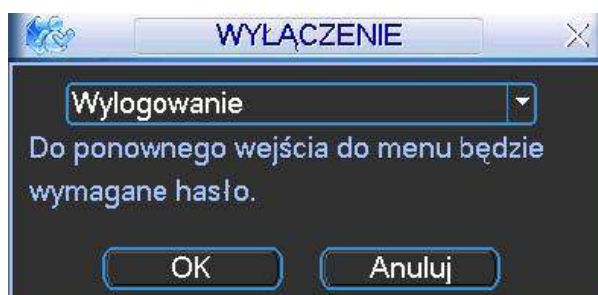 WYŁĄCZENIE
Wylogowanie
Do ponownego wejścia do menu będzie
wymagane hasło.
OK Anuluj